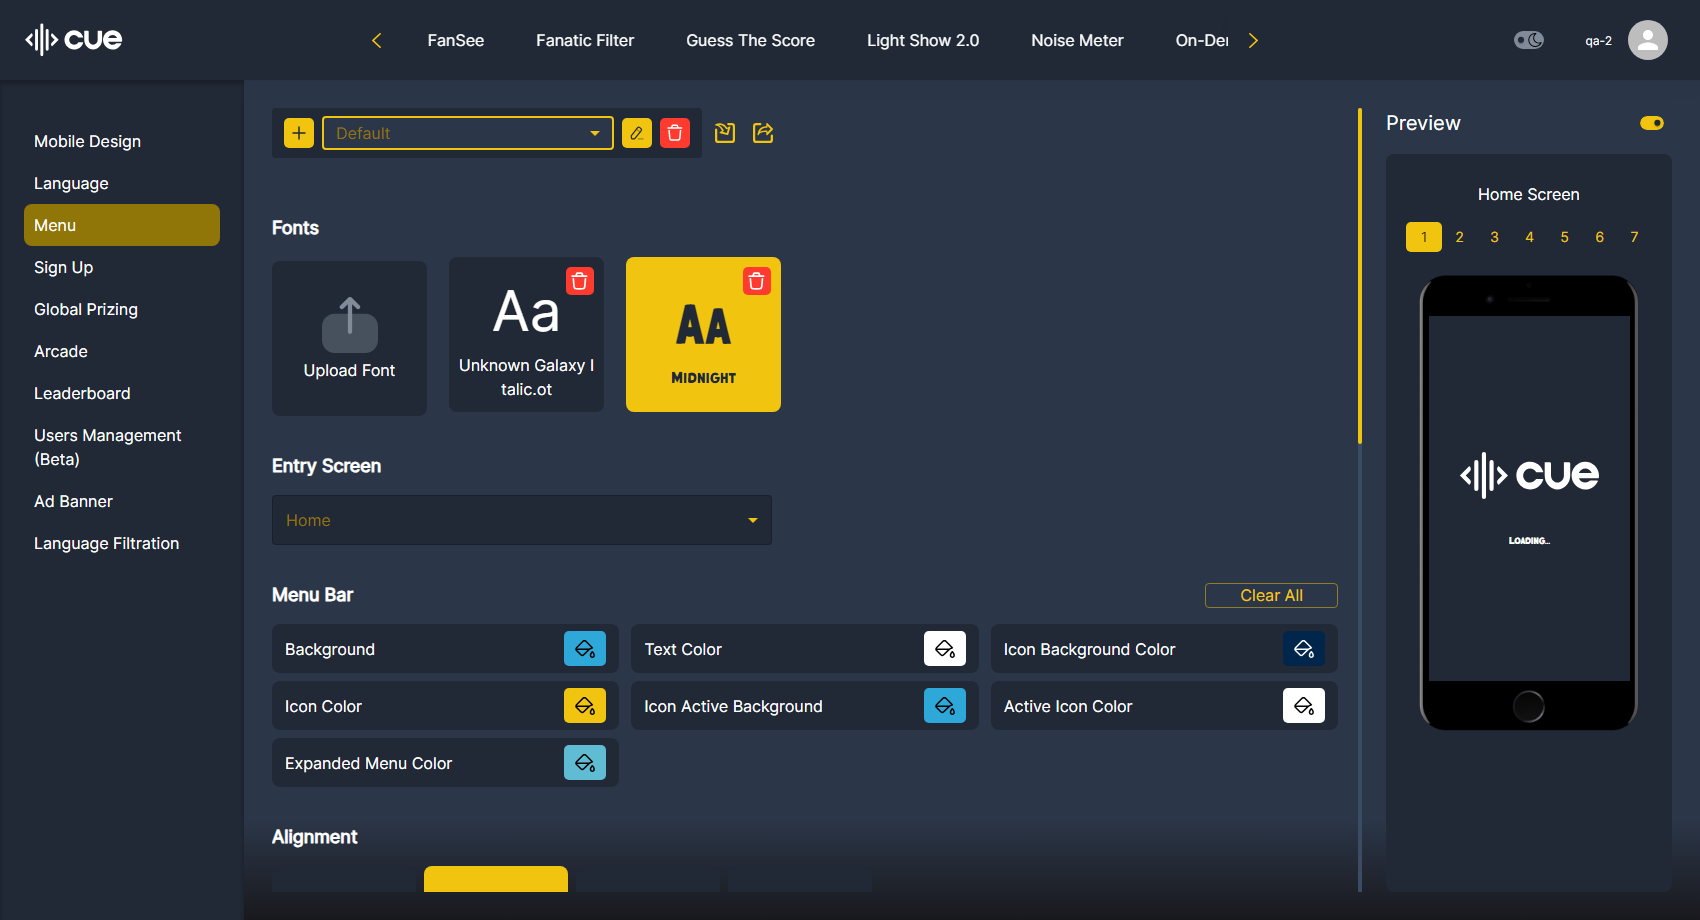 cue
FanSee
Fanatic Filter
Guess The Score
Light Show 2.0
Noise Meter
On-Der
qa-2
Mobile Design
Language
Menu
Sign Up
Global Prizing
Arcade
Leaderboard
Users Management
(Beta)
Ad Banner
Language Filtration
Default
Fonts
Upload Font
Aa
Unknown Galaxy I
talic.ot
AA
MIDNIGHT
Entry Screen
Home
Menu Bar
Clear All
Background
Text Color
Icon Background Color
Icon Color
Icon Active Background
Active Icon Color
Expanded Menu Color
Alignment
Preview
Home Screen
1 2 3 4 5 6 7
cue
LOADING...